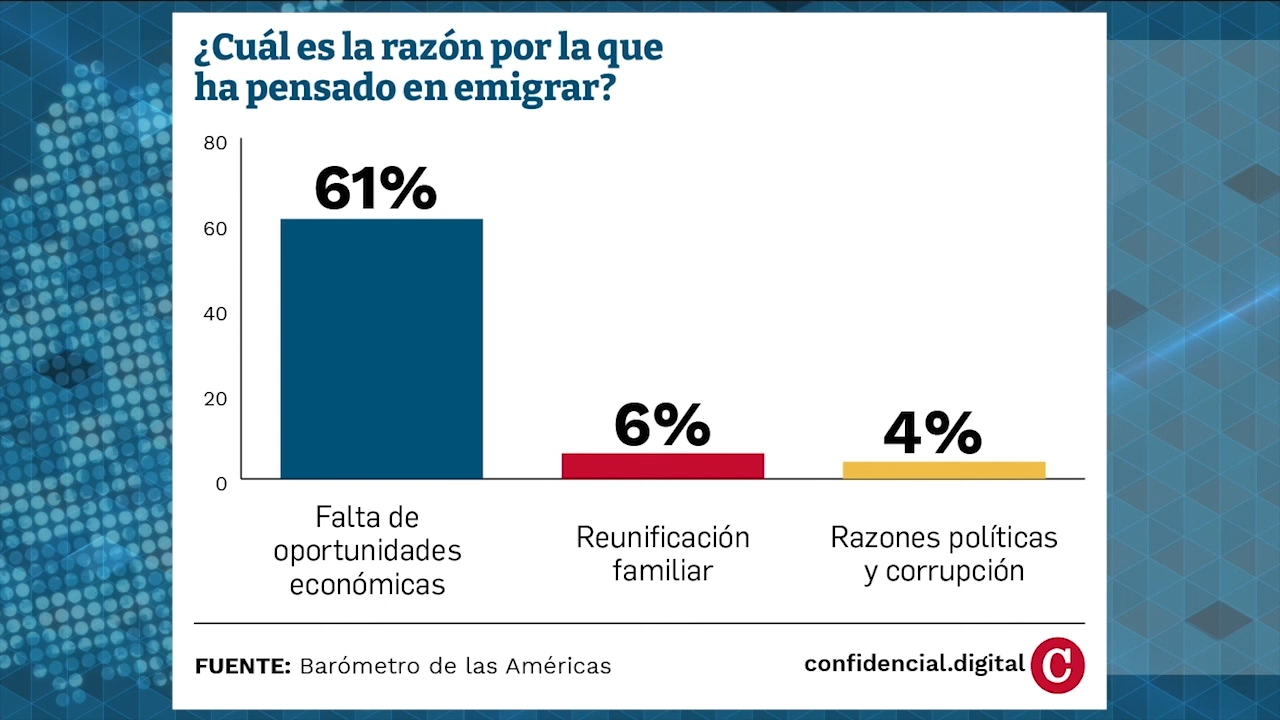 ¿Cuál es la razón por la que
ha pensado en emigrar?
80
60
40
20
0
61%
6%
4%
Falta de
oportunidades
económicas
Reunificación
familiar
Razones políticas
y corrupción
FUENTE: Barómetro de las Américas
confidencial.digital C